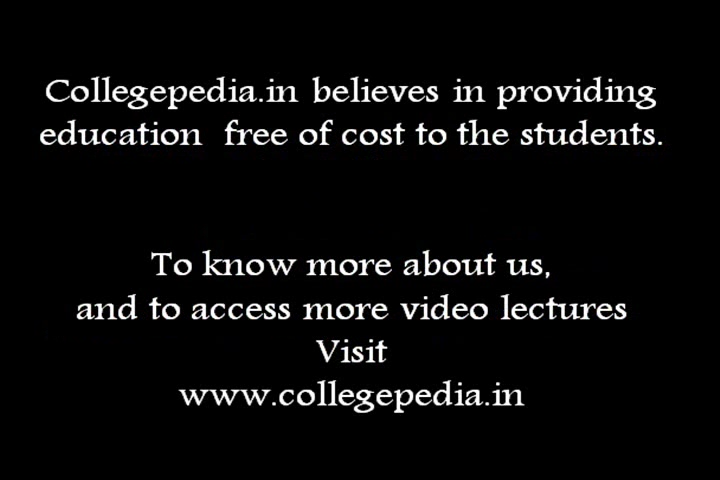 Collegepedia.in believes in providing
education  free of cost to the students.
To know more about us,
and to access more video lectures
Visit
www.collegepedia.in